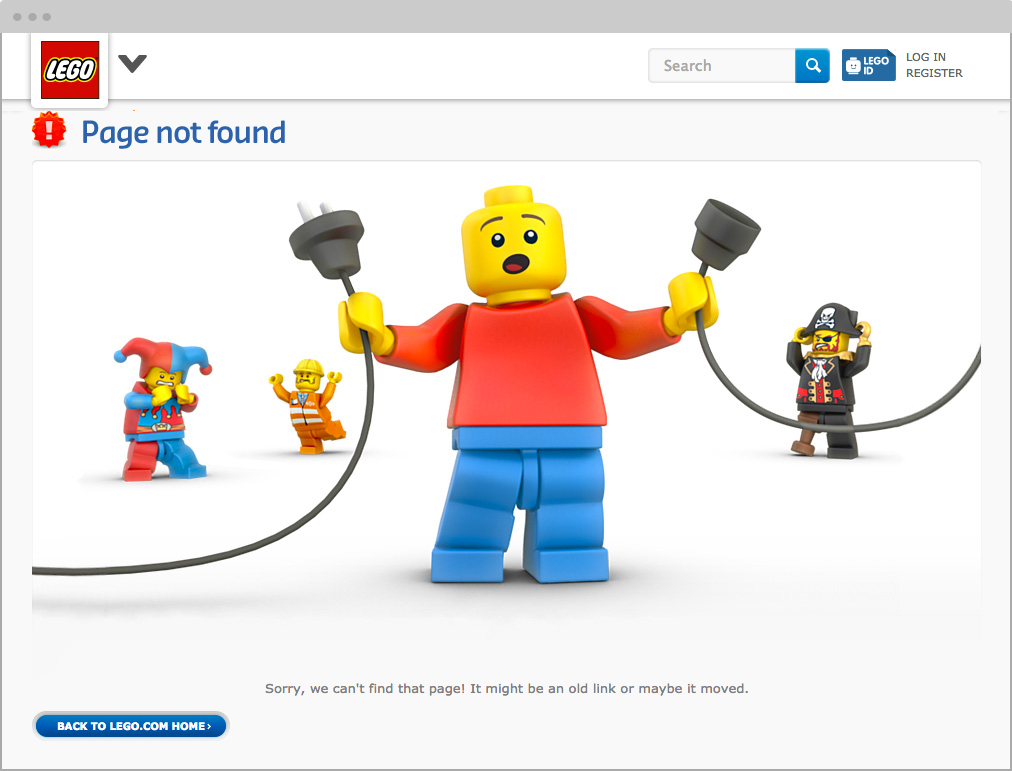 LEGO
Search
LEGO
ID
LOG IN
REGISTER
!
Page not found
Sorry, we can't find that page! It might be an old link or maybe it moved.
BACK TO LEGO.COM HOME ›